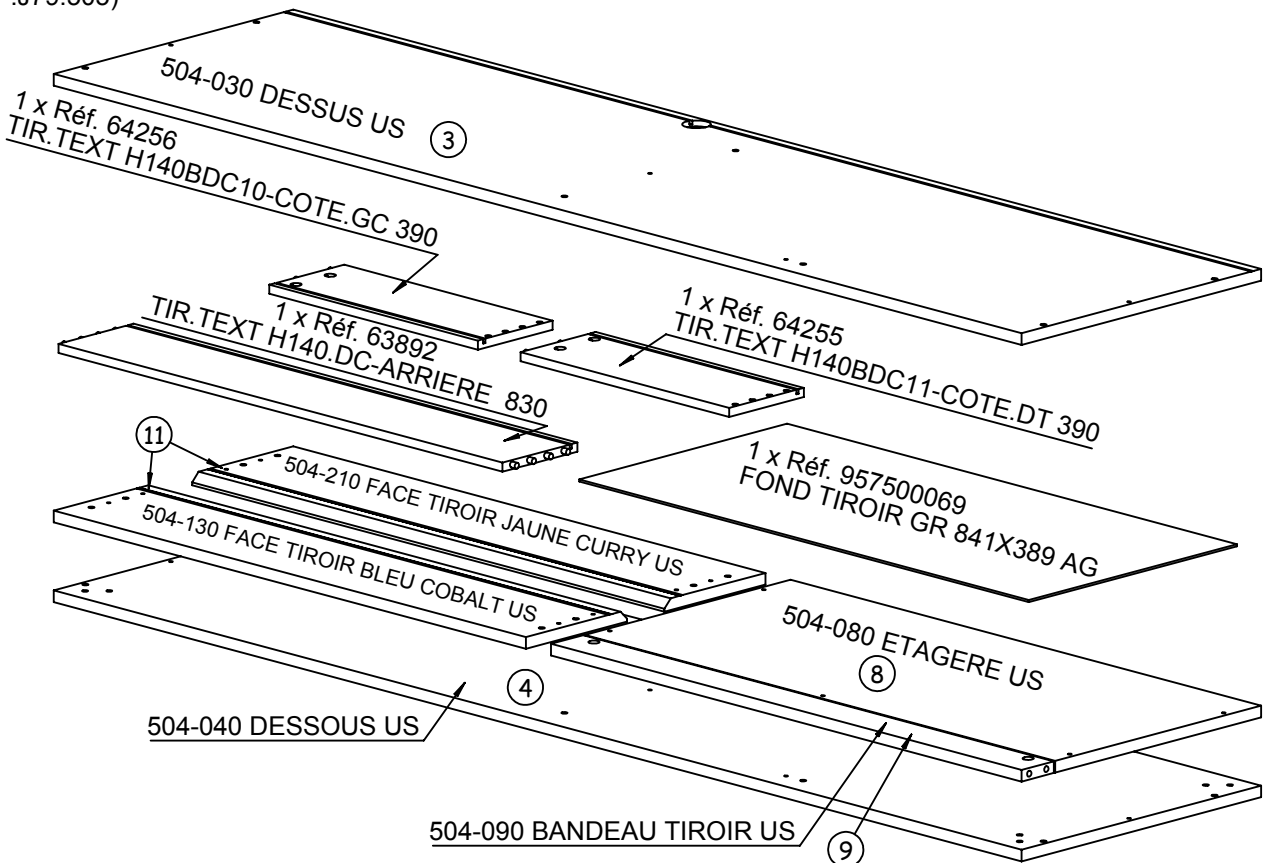 504-030 DESSUS US
3
1 x Réf. 64256
TIR.TEXT H140BDC10-COTE.GC 390
1 x Réf. 63892
TIR.TEXT H140.DC-ARRIERE 830
1 x Réf. 64255
TIR.TEXT H140BDC11-COTE.DT 390
11
504-210 FACE TIROIR JAUNE CURRY US
504-130 FACE TIROIR BLEU COBALT US
1 x Réf. 957500069
FOND TIROIR GR 841X389 AG
504-080 ETAGERE US
8
4
504-040 DESSOUS US
504-090 BANDEAU TIROIR US
9